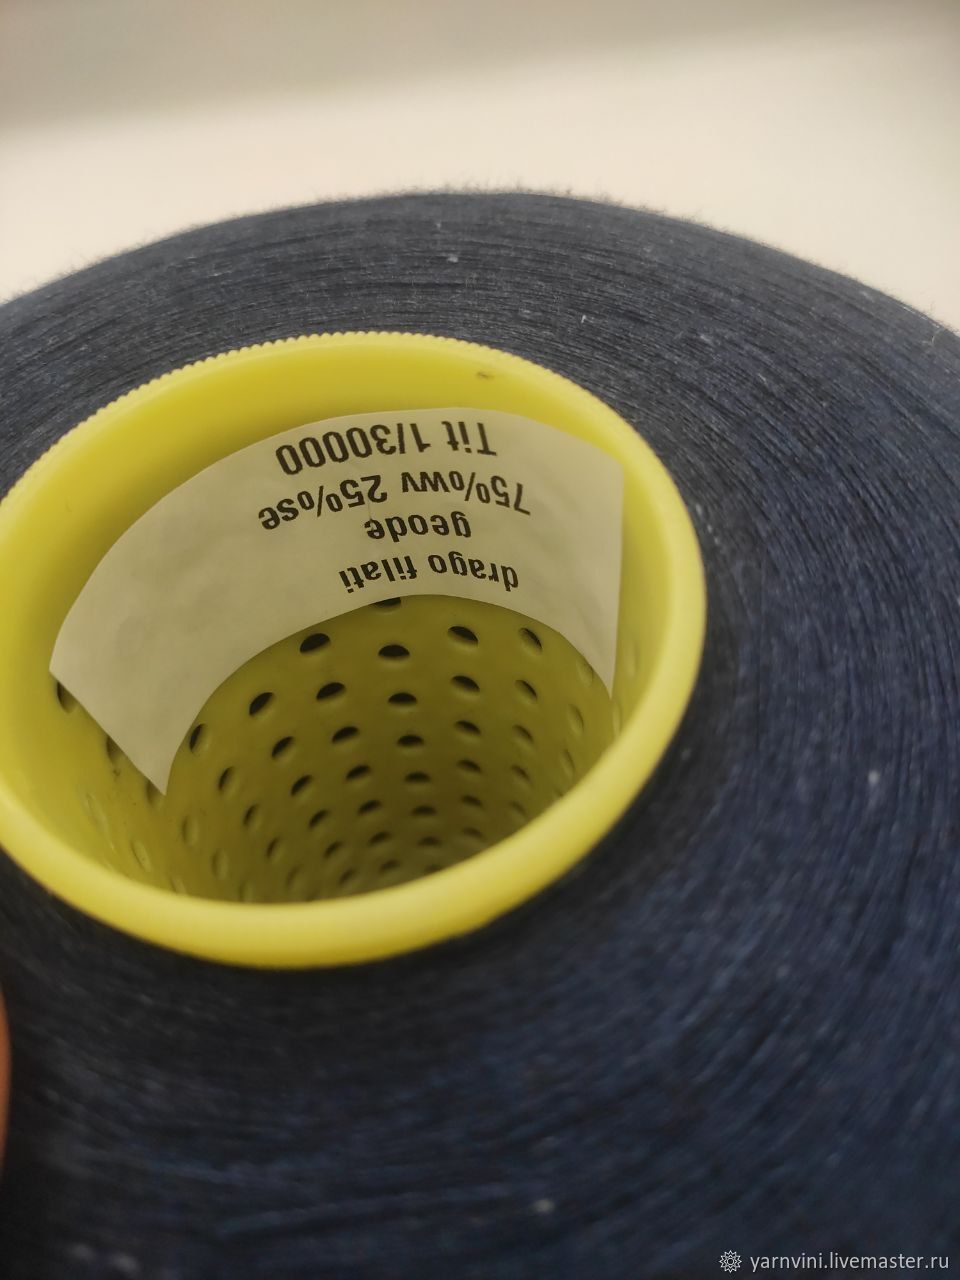 drago filati
geode
75%wv 25%se
Tit 1/30000
yarnvini.livemaster.ru